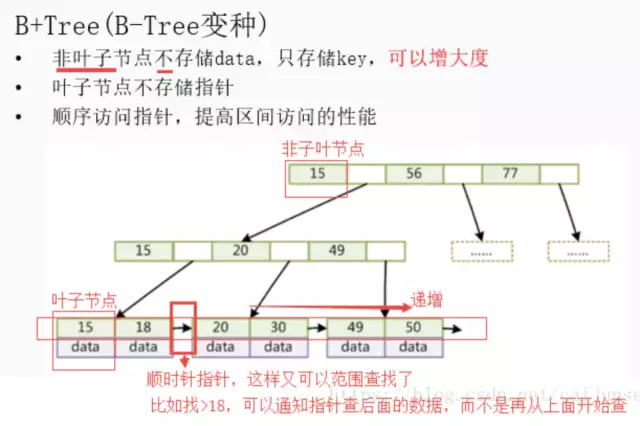 B+Tree(B-Tree变种)
• 非叶子节点不存储data，只存储key，可以增大度
• 叶子节点不存储指针
• 顺序访问指针，提高区间访问的性能
非子叶节点
15 56 77
15 20 49
...... ......
叶子节点
递增
15 18 20 30 49 50
data data data data data data
顺时针指针，这样又可以范围查找了
比如找>18，可以通知指针查后面的数据，而不是再从上面开始查